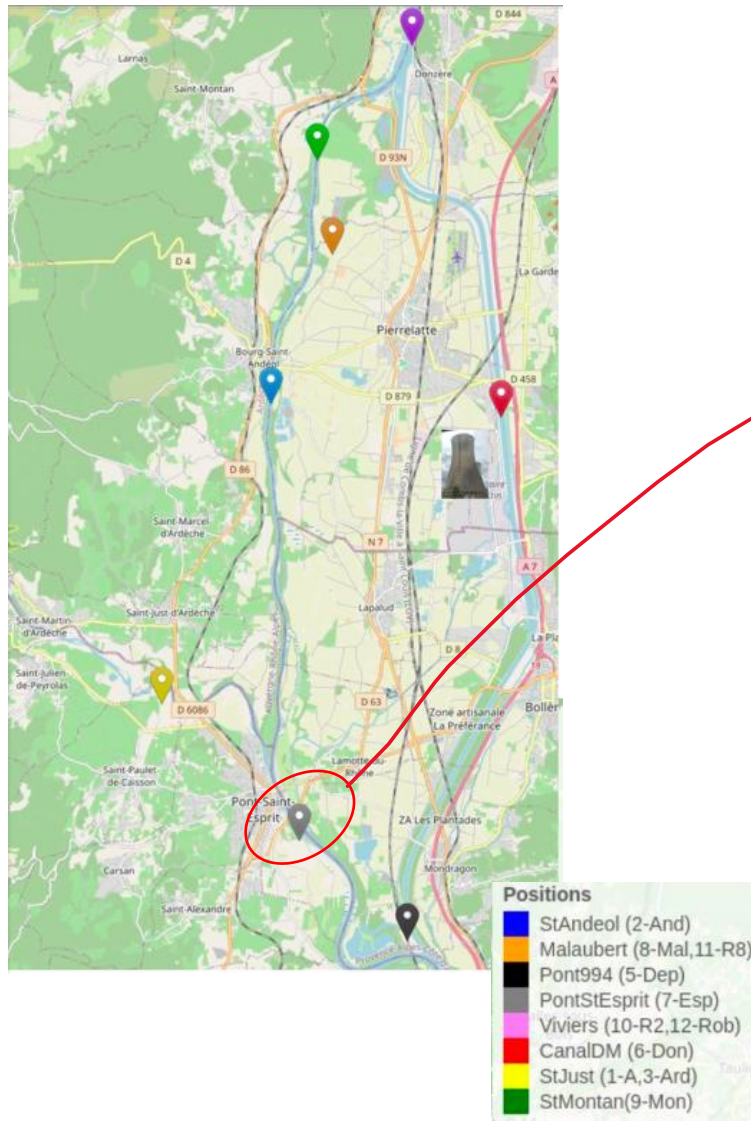 D 844
Larnas
Donzère
Saint-Montan
A
D 93N
D 4
La Garde
Pierrelatte
Bourg-Saint-
Andéol
D 458
D 879
D 86
Saint-Marcel
d'Ardèche
N 7
A 7
Saint-Just-d'Ardèche
Lapalud
Saint-Martin
d'Ardèche
La Pla
D 8
Saint-Julien
de-Peyrolas
D 63
D 6086
Zone artisanale
La Préférance
Bollèn
Lamotte-du-
Rhône
Saint-Paulet
de-Caisson
Pont-Saint-
Esprit
ZA Les Plantades
Mondragon
Carsan
Saint-Alexandre
Positions
StAndeol (2-And)
Malaubert (8-Mal,11-R8)
Pont994 (5-Dep)
PontStEsprit (7-Esp)
Viviers (10-R2,12-Rob)
CanalDM (6-Don)
StJust (1-A,3-Ard)
StMontan(9-Mon)